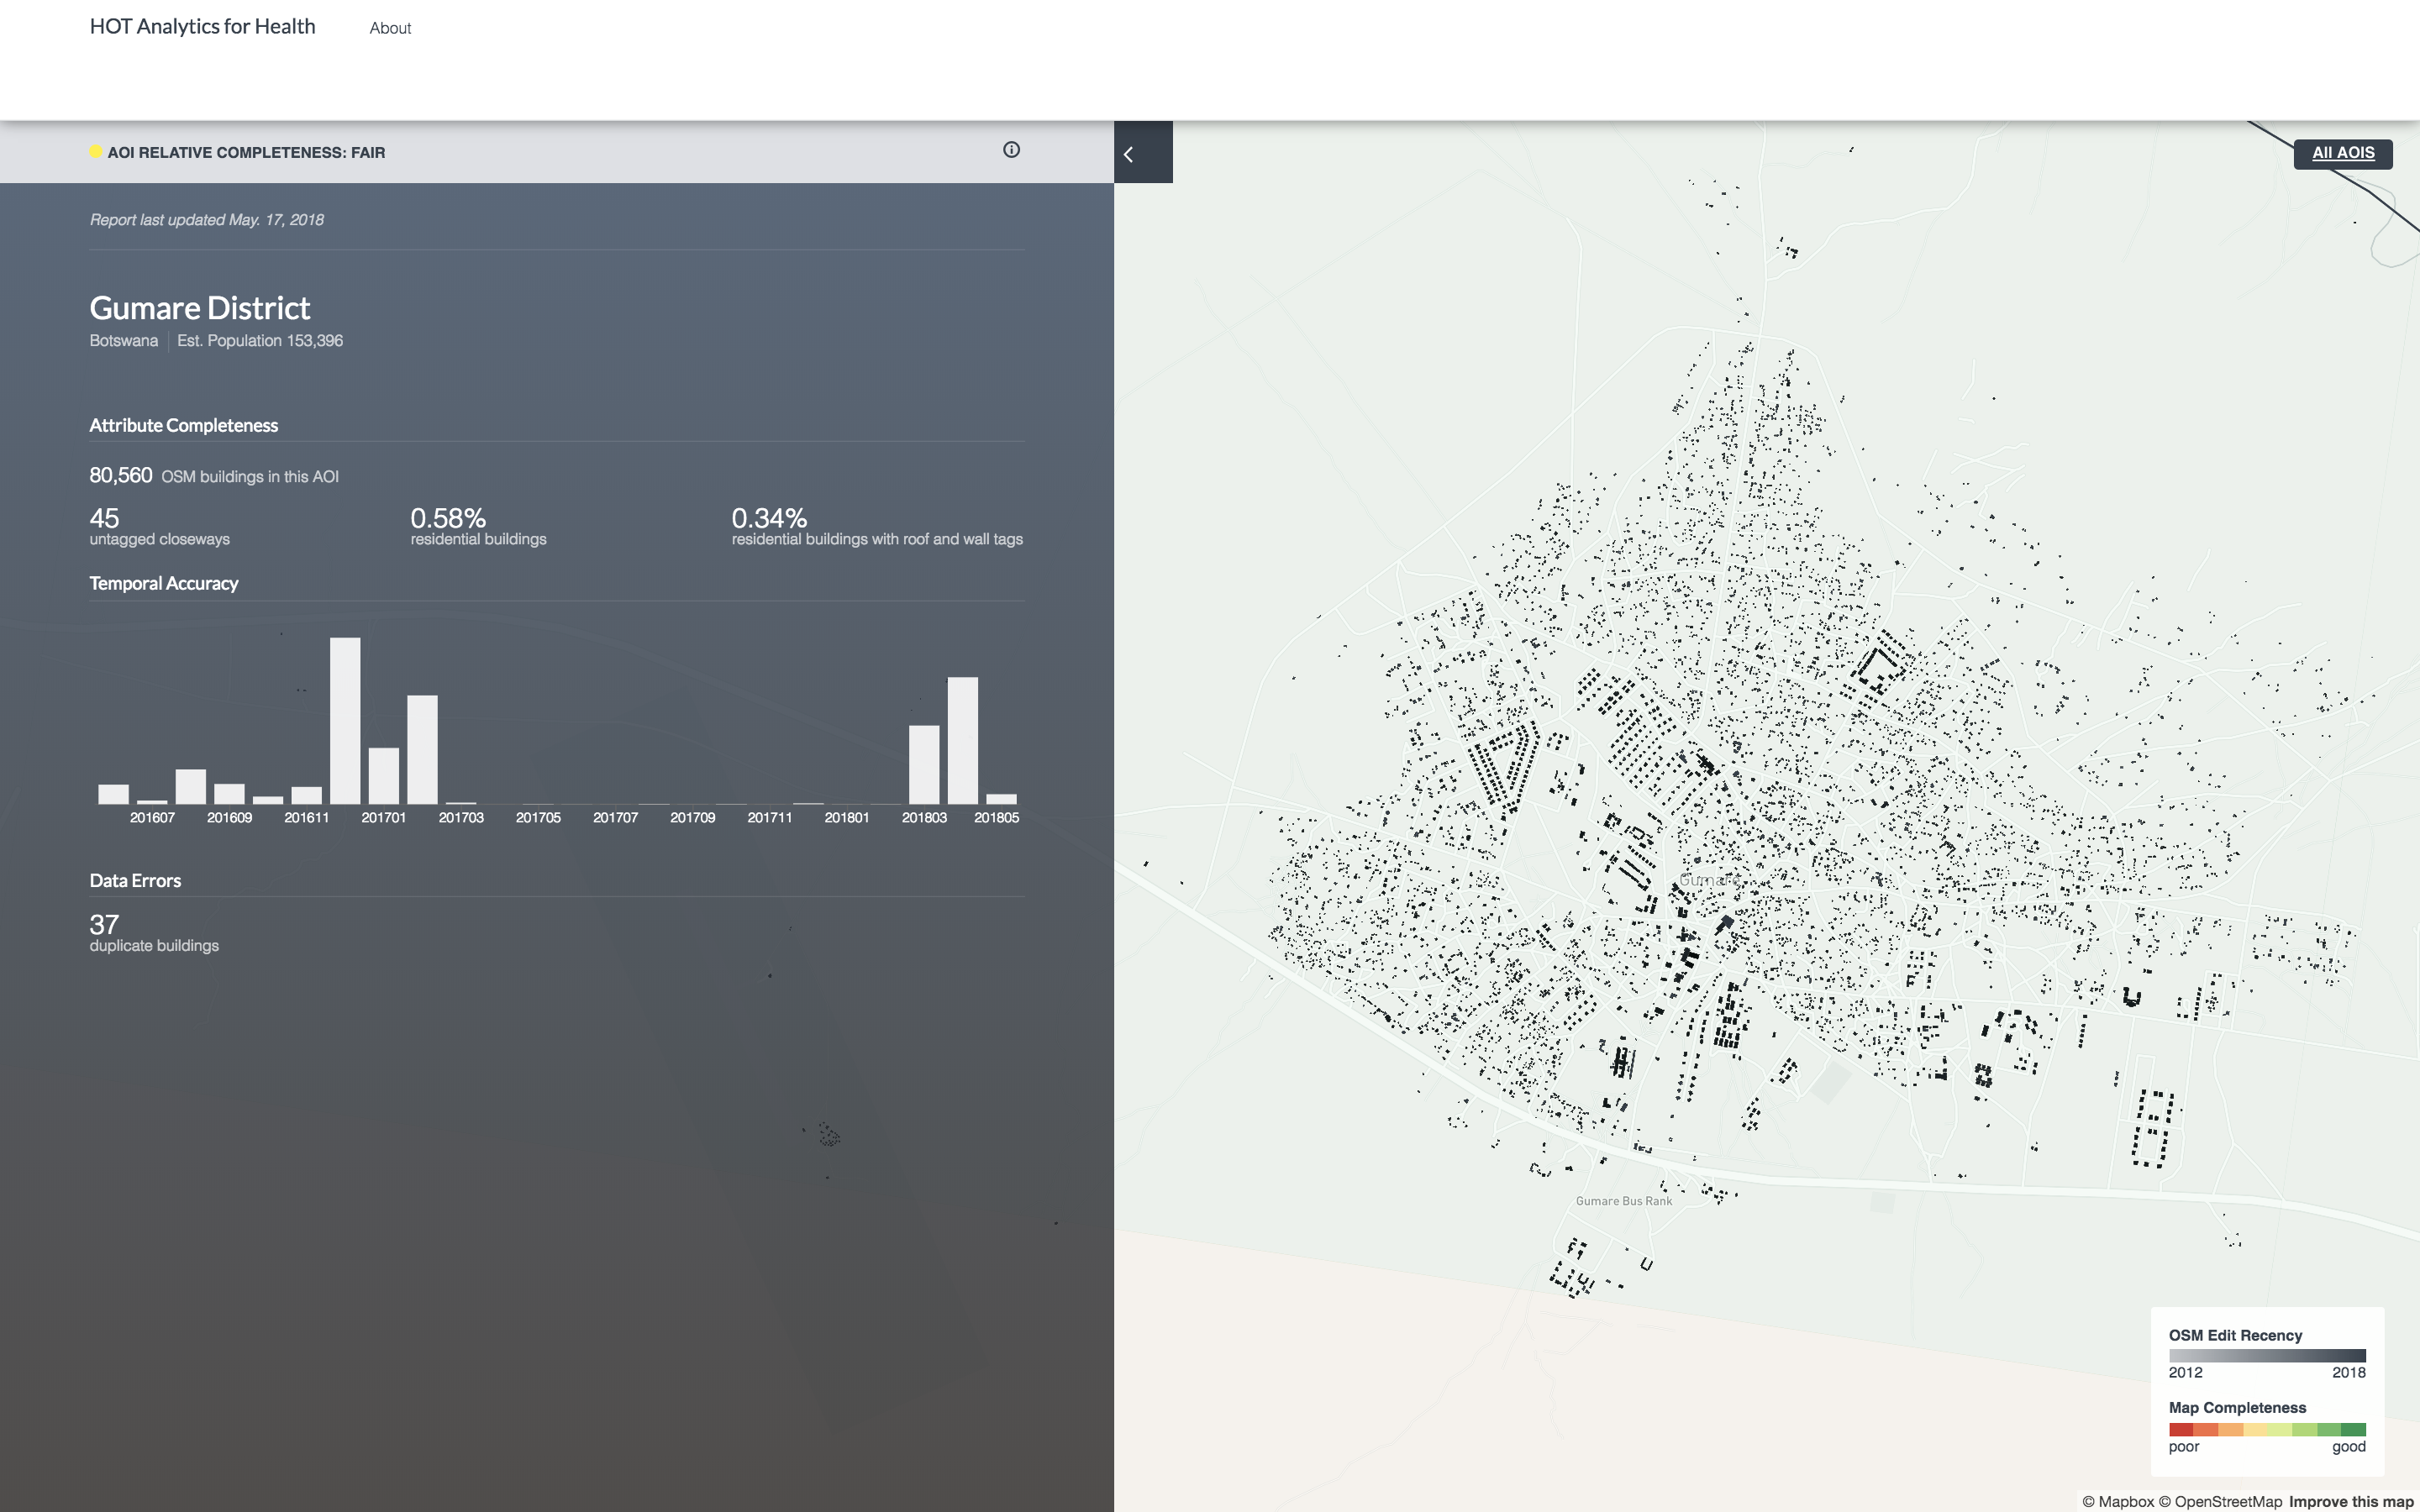 HOT Analytics for Health
About
AOI RELATIVE COMPLETENESS: FAIR
All AOIS
Report last updated May. 17, 2018
Gumare District
Botswana
Est. Population 153,396
Attribute Completeness
80,560 OSM buildings in this AOI
45
untagged closeways
0.58%
residential buildings
0.34%
residential buildings with roof and wall tags
Temporal Accuracy
201607 201609 201611 201701 201703 201705 201707 201709 201711 201801 201803 201805
Data Errors
37
duplicate buildings
Gumare
Gumare Bus Rank
OSM Edit Recency
2012 2018
Map Completeness
poor good
© Mapbox © OpenStreetMap Improve this map